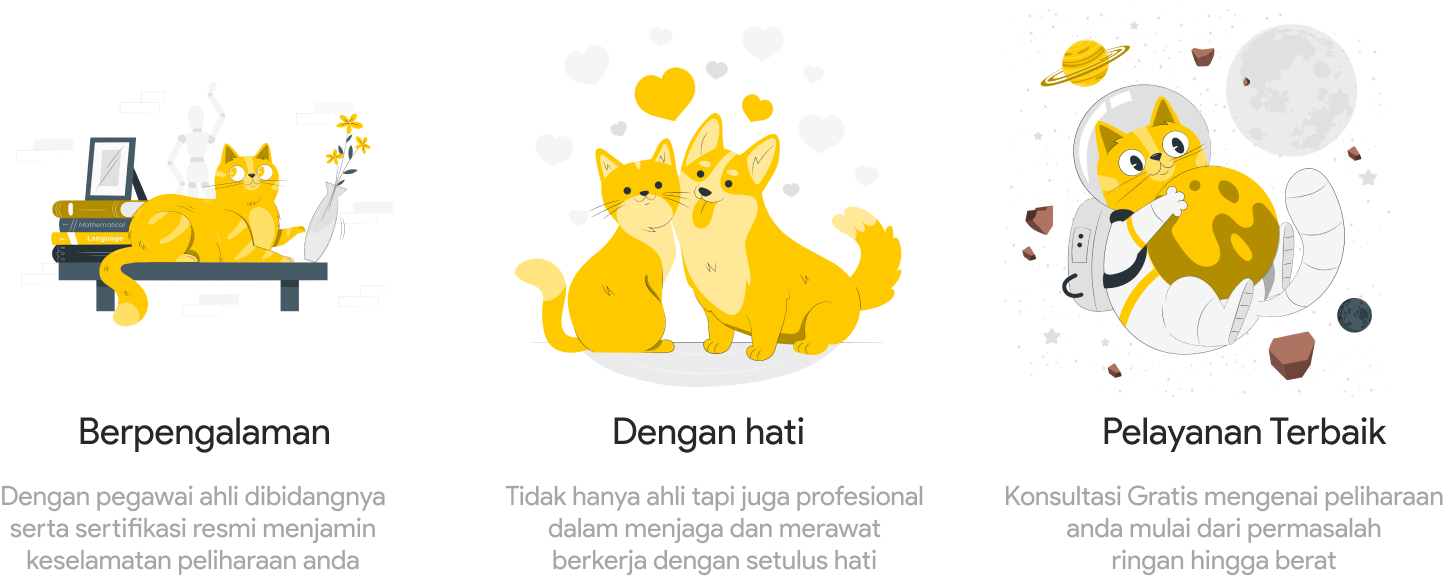 Mathematical
Language
Berpengalaman
Dengan pegawai ahli dibidangnya
serta sertifikasi resmi menjamin
keselamatan peliharaan anda
Dengan hati
Tidak hanya ahli tapi juga profesional
dalam menjaga dan merawat
berkerja dengan setulus hati
Pelayanan Terbaik
Konsultasi Gratis mengenai peliharaan
anda mulai dari permasalah
ringan hingga berat